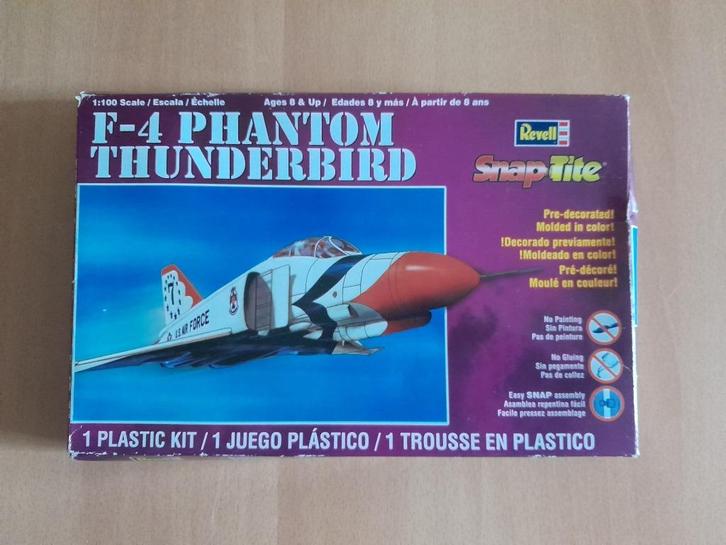 1:100 Scale / Escala / Échelle
Ages 8 & Up / Edades 8 y más / À partir de 8 ans
F-4 PHANTOM
THUNDERBIRD
Revell
SnapTite®
Pre-decorated!
Molded in color!
!Decorado previamente!
!Moldeado en color!
Pré-décoré!
Moulé en couleur!
7
U.S. AIR FORCE
No Painting
Sin Pintura
Pas de peinture
No Gluing
Sin pegamente
Pas de collez
Easy SNAP assembly
Asamblea repentina fácil
Facile pressez assemblage
1 PLASTIC KIT / 1 JUEGO PLÁSTICO / 1 TROUSSE EN PLASTICO